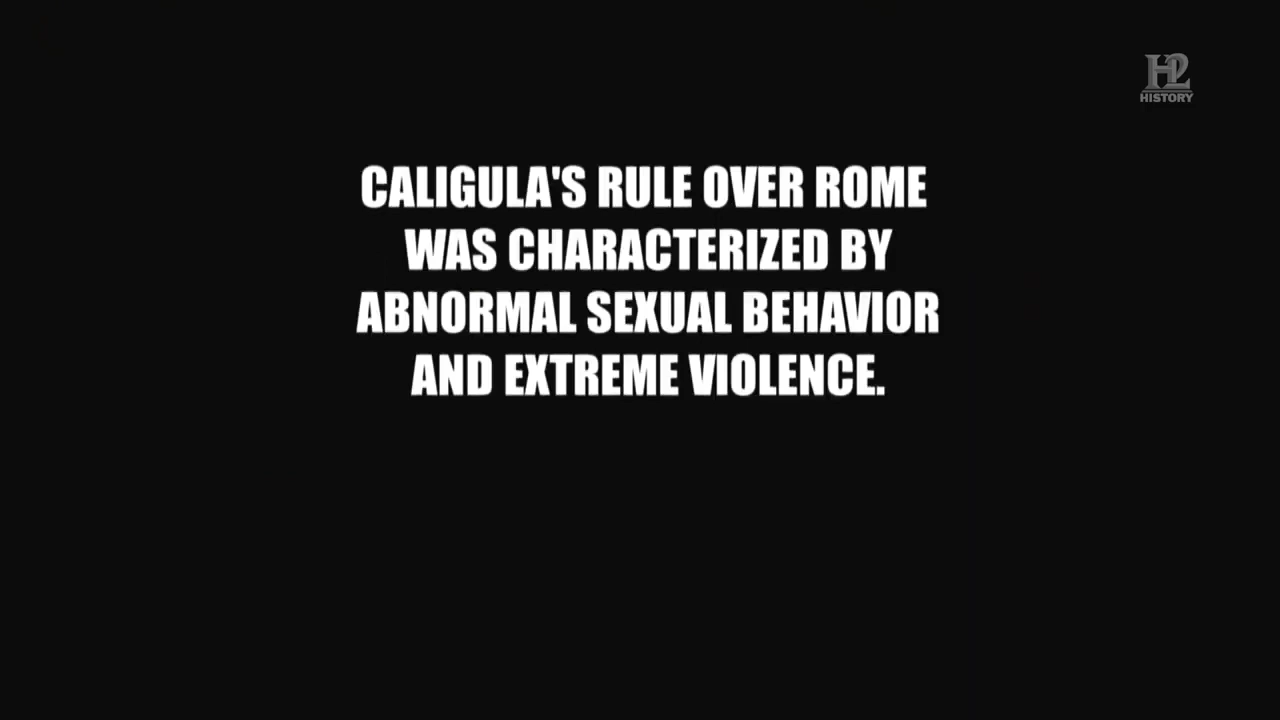 H2
HISTORY
CALIGULA'S RULE OVER ROME
WAS CHARACTERIZED BY
ABNORMAL SEXUAL BEHAVIOR
AND EXTREME VIOLENCE.